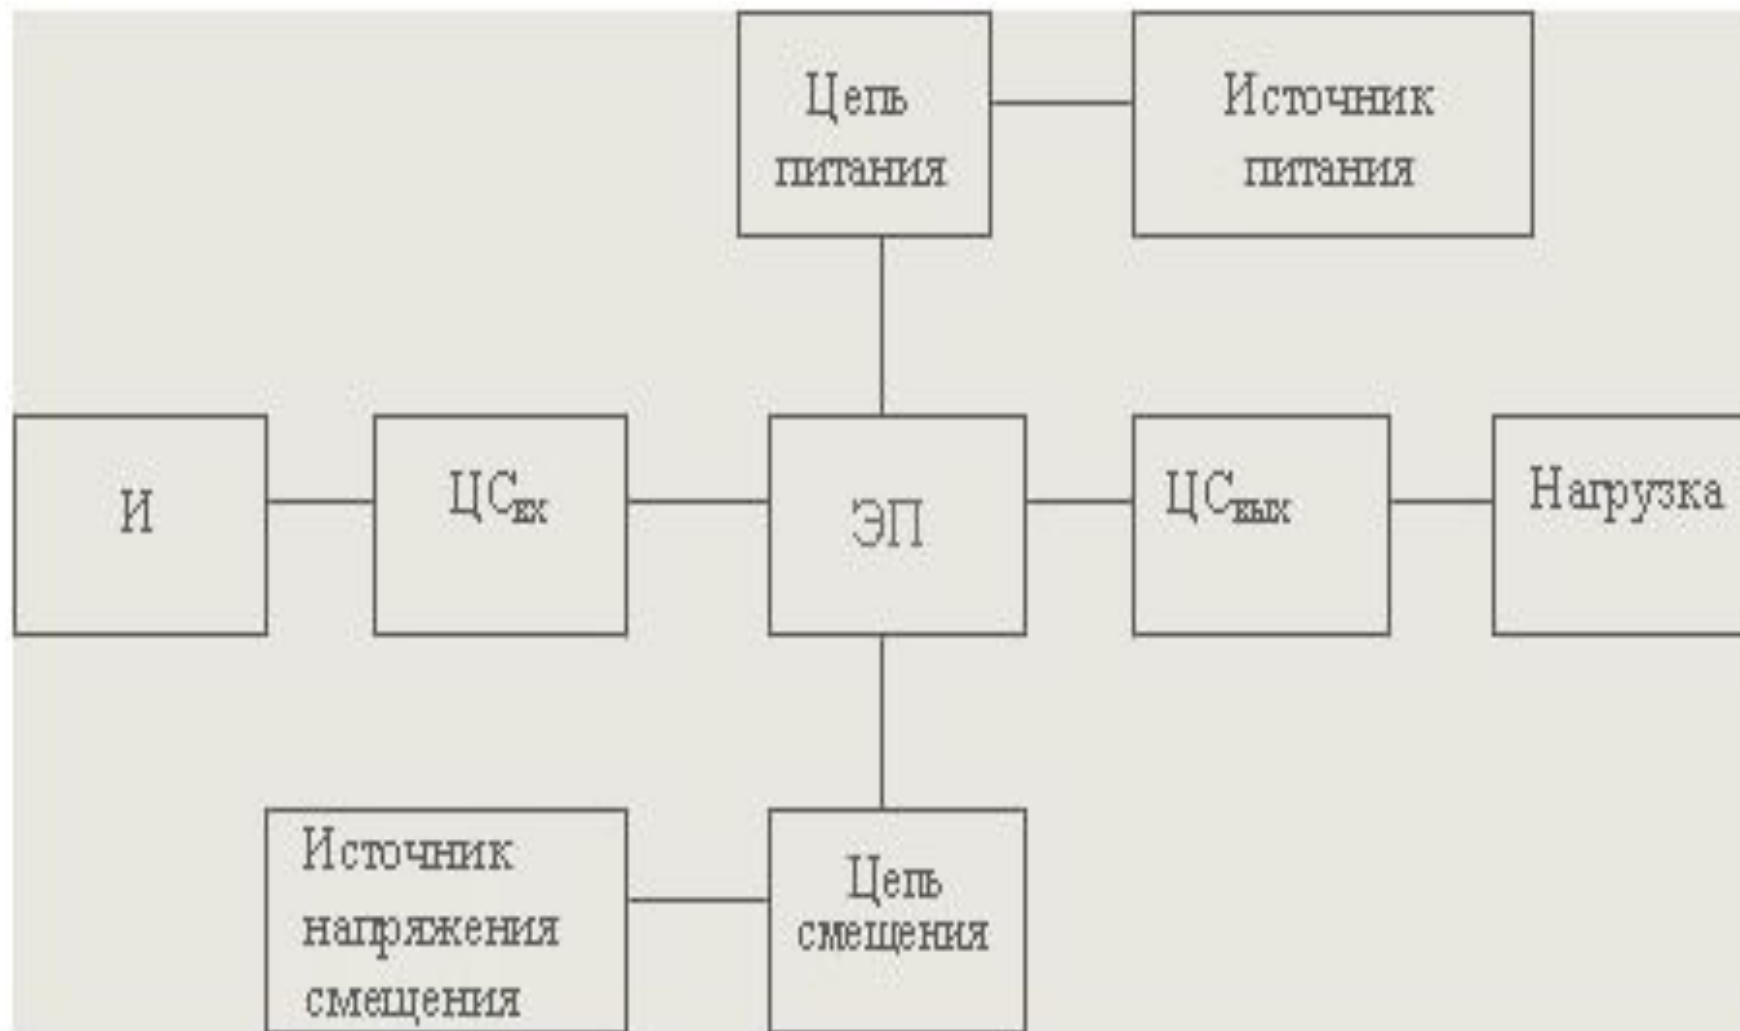 Цепь
питания
Источник
питания
И
ЦСвх
ЭП
ЦСвых
Нагрузка
Источник
напряжения
смещения
Цепь
смещения